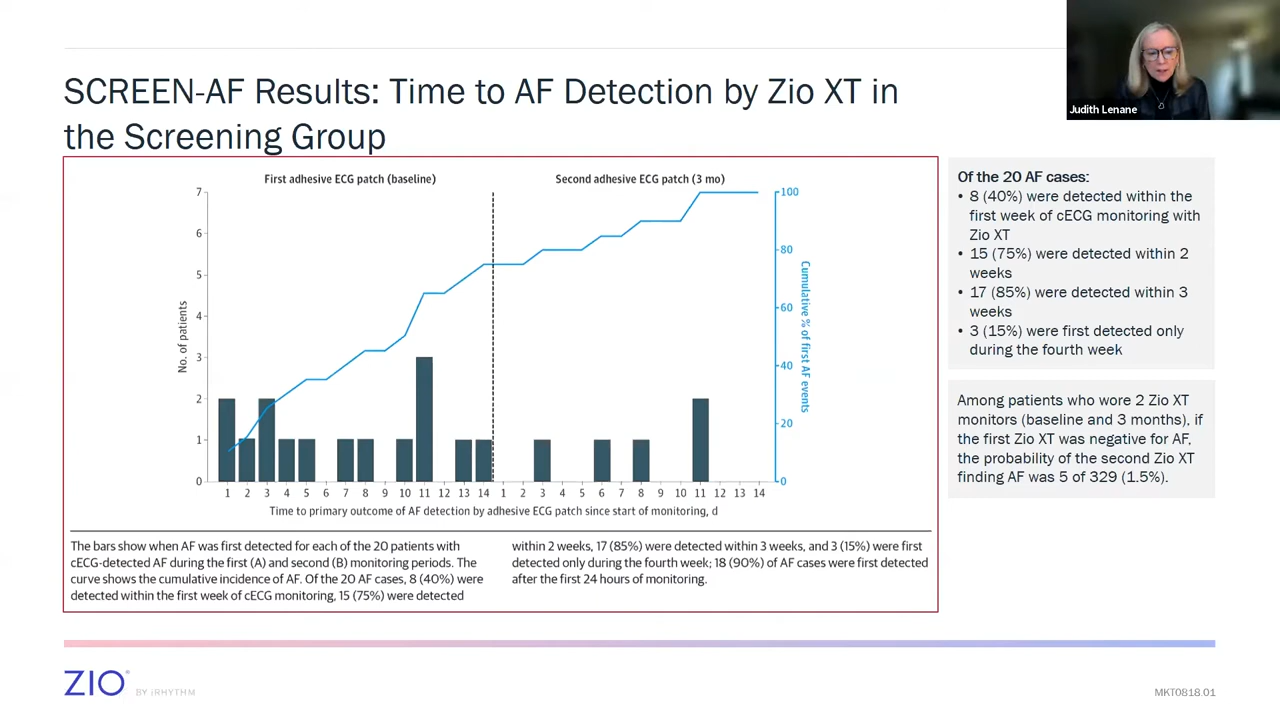 Judith Lenane
SCREEN-AF Results: Time to AF Detection by Zio XT in
the Screening Group
First adhesive ECG patch (baseline)
Second adhesive ECG patch (3 mo)
7
6
5
4
3
2
1
0
No. of patients
100
80
60
40
20
0
Cumulative % of first AF events
1 2 3 4 5 6 7 8 9 10 11 12 13 14 1 2 3 4 5 6 7 8 9 10 11 12 13 14
Time to primary outcome of AF detection by adhesive ECG patch since start of monitoring, d
The bars show when AF was first detected for each of the 20 patients with
cECG-detected AF during the first (A) and second (B) monitoring periods. The
curve shows the cumulative incidence of AF. Of the 20 AF cases, 8 (40%) were
detected within the first week of cECG monitoring, 15 (75%) were detected
within 2 weeks, 17 (85%) were detected within 3 weeks, and 3 (15%) were first
detected only during the fourth week; 18 (90%) of AF cases were first detected
after the first 24 hours of monitoring.
Of the 20 AF cases:
• 8 (40%) were detected within the
first week of cECG monitoring with
Zio XT
• 15 (75%) were detected within 2
weeks
• 17 (85%) were detected within 3
weeks
• 3 (15%) were first detected only
during the fourth week
Among patients who wore 2 Zio XT
monitors (baseline and 3 months), if
the first Zio XT was negative for AF,
the probability of the second Zio XT
finding AF was 5 of 329 (1.5%).
ZIO® BY iRHYTHM
MKT0818.01